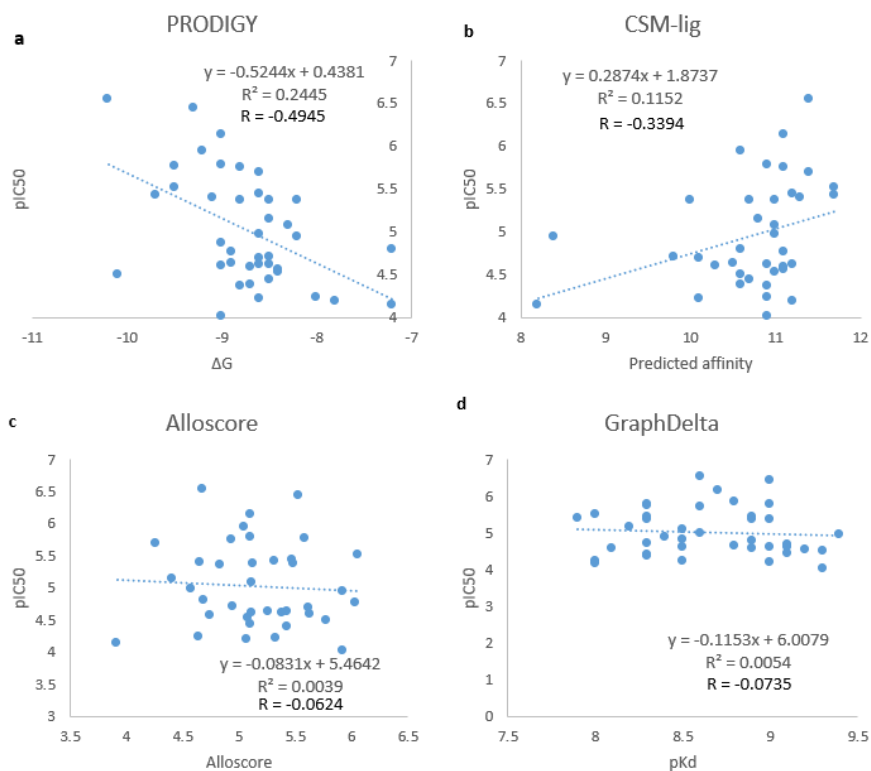 a
PRODIGY
y = -0.5244x + 0.4381
R² = 0.2445
R = -0.4945
7
6.5
6
5.5
5
4.5
4
pIC50
-11 -10 -9 -8 -7
ΔG
b
CSM-lig
y = 0.2874x + 1.8737
R² = 0.1152
R = -0.3394
7
6.5
6
5.5
5
4.5
4
pIC50
8 9 10 11 12
Predicted affinity
c
Alloscore
7
6.5
6
5.5
5
4.5
4
3.5
3
pIC50
y = -0.0831x + 5.4642
R² = 0.0039
R = -0.0624
3.5 4 4.5 5 5.5 6 6.5
Alloscore
d
GraphDelta
7
6
5
4
3
2
1
0
pIC50
y = -0.1153x + 6.0079
R² = 0.0054
R = -0.0735
7.5 8 8.5 9 9.5
pKd